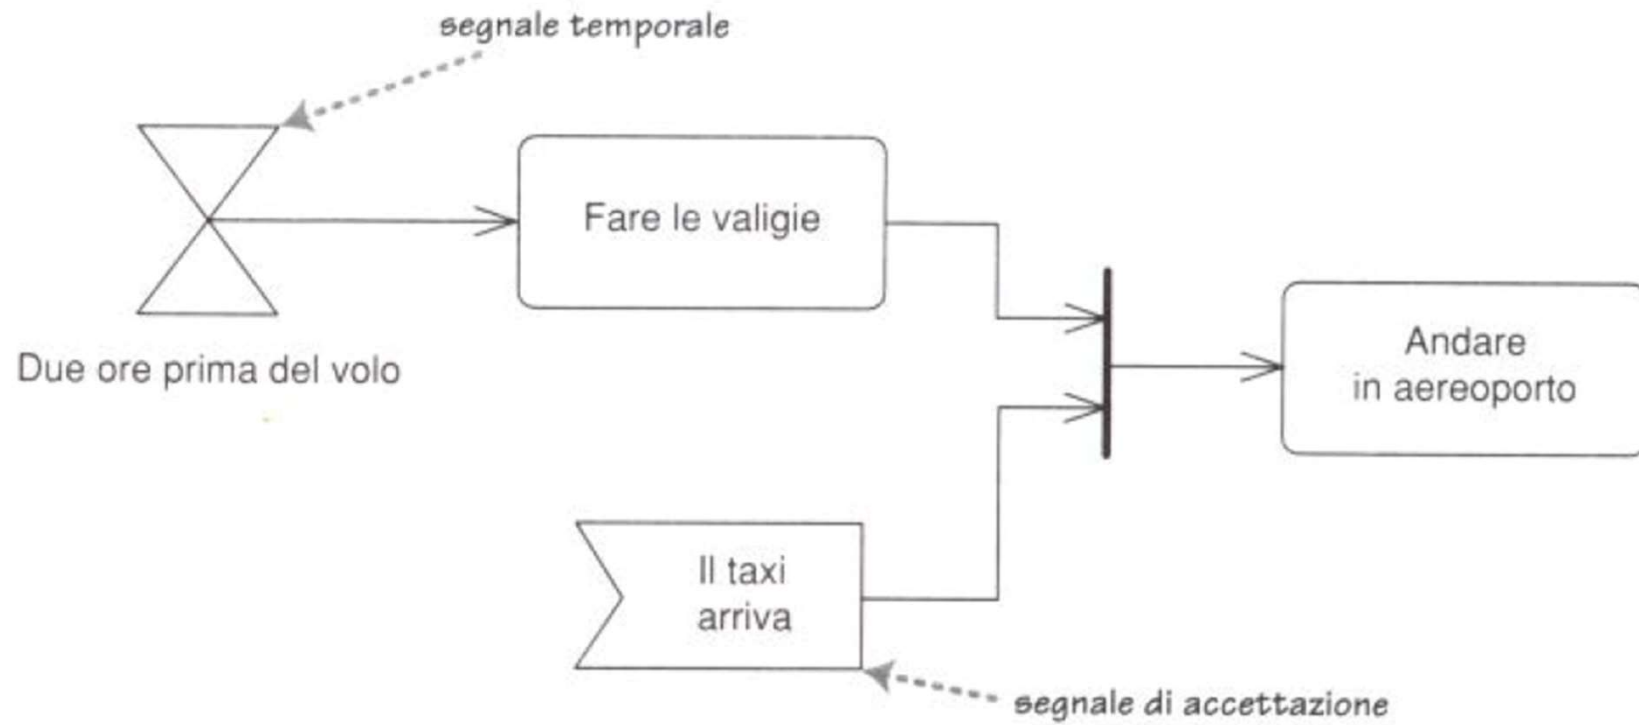 segnale temporale
Fare le valigie
Due ore prima del volo
Andare
in aereoporto
Il taxi
arriva
segnale di accettazione